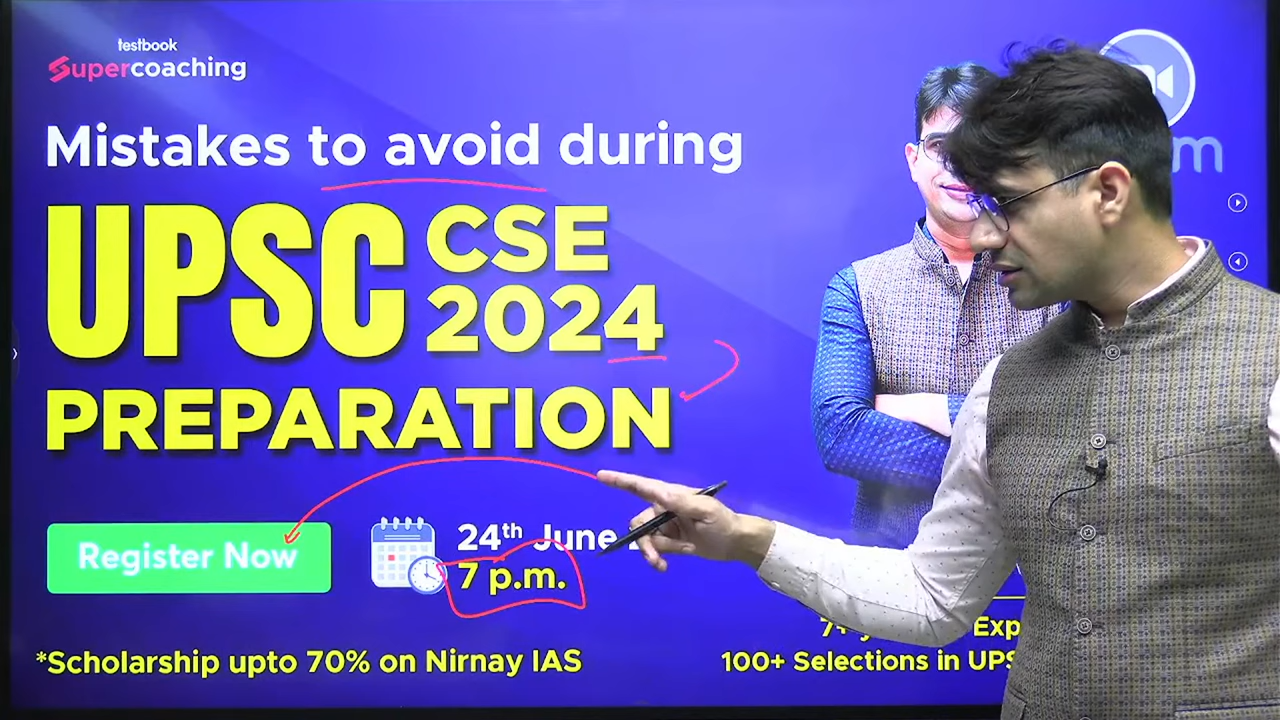 testbook
Supercoaching
Mistakes to avoid during
UPSC CSE
2024
PREPARATION
Register Now
24th June
7 p.m.
*Scholarship upto 70% on Nirnay IAS
100+ Selections in